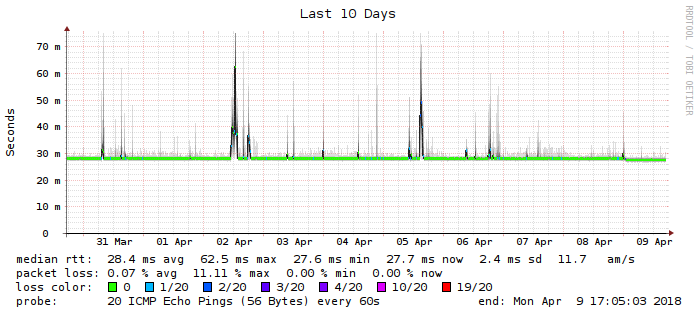 Last 10 Days
RRDTOOL / TOBI OETIKER
Seconds
70 m
60 m
50 m
40 m
30 m
20 m
10 m
0
31 Mar 01 Apr 02 Apr 03 Apr 04 Apr 05 Apr 06 Apr 07 Apr 08 Apr 09 Apr
median rtt: 28.4 ms avg 62.5 ms max 27.6 ms min 27.7 ms now 2.4 ms sd 11.7 am/s
packet loss: 0.07 % avg 11.11 % max 0.00 % min 0.00 % now
loss color: 0 1/20 2/20 3/20 4/20 10/20 19/20
probe: 20 ICMP Echo Pings (56 Bytes) every 60s end: Mon Apr 9 17:05:03 2018